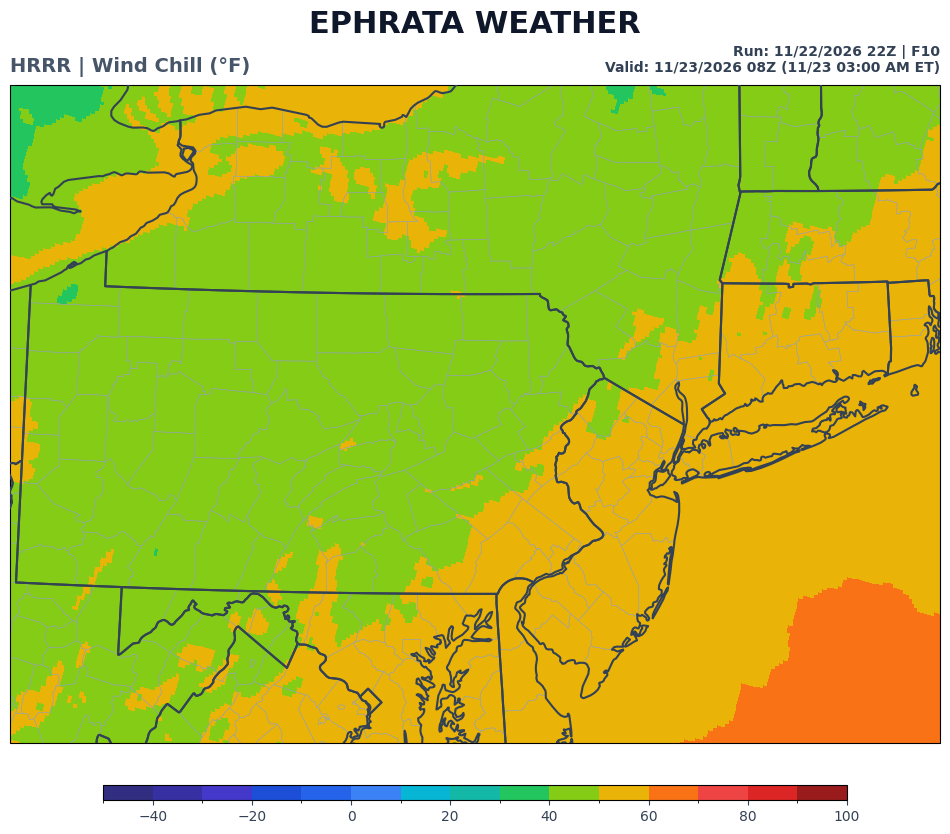 EPHRATA WEATHER
HRRR | Wind Chill (°F)
Run: 11/22/2026 22Z | F10
Valid: 11/23/2026 08Z (11/23 03:00 AM ET)
−40 −20 0 20 40 60 80 100